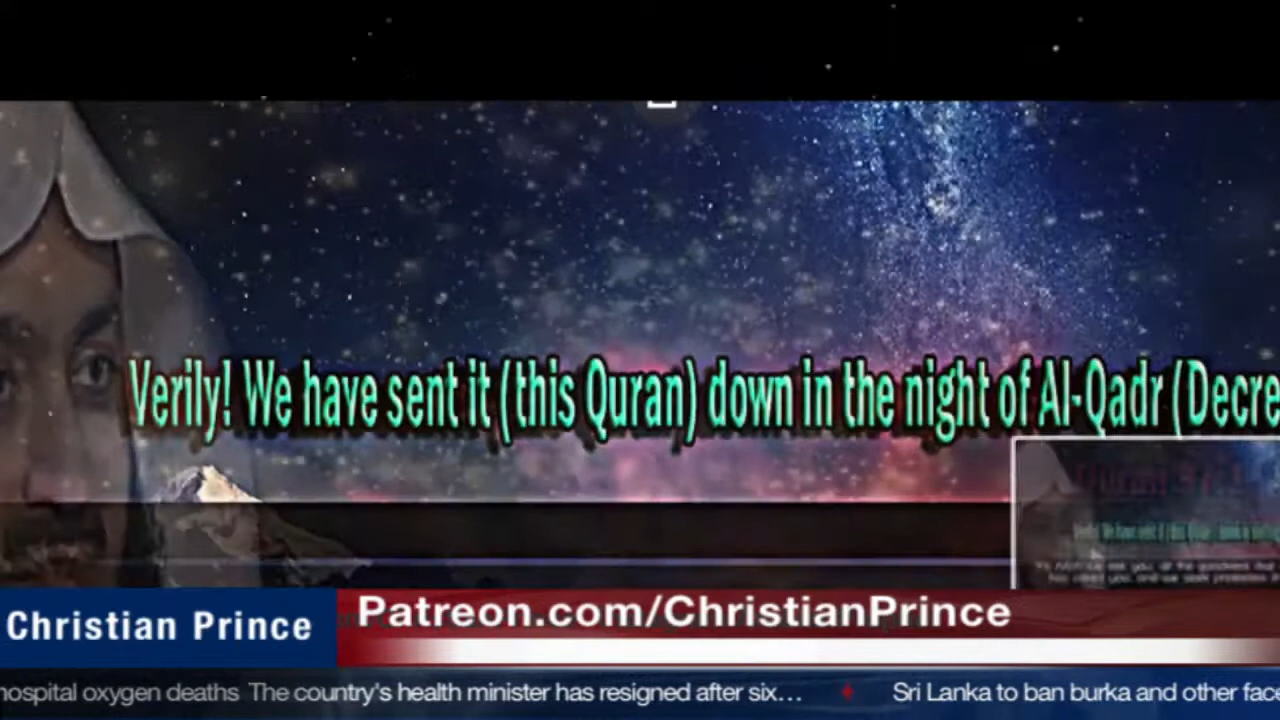 Verily! We have sent it (this Quran) down in the night of Al-Qadr (Decre
Christian Prince
Patreon.com/ChristianPrince
hospital oxygen deaths The country's health minister has resigned after six... Sri Lanka to ban burka and other face